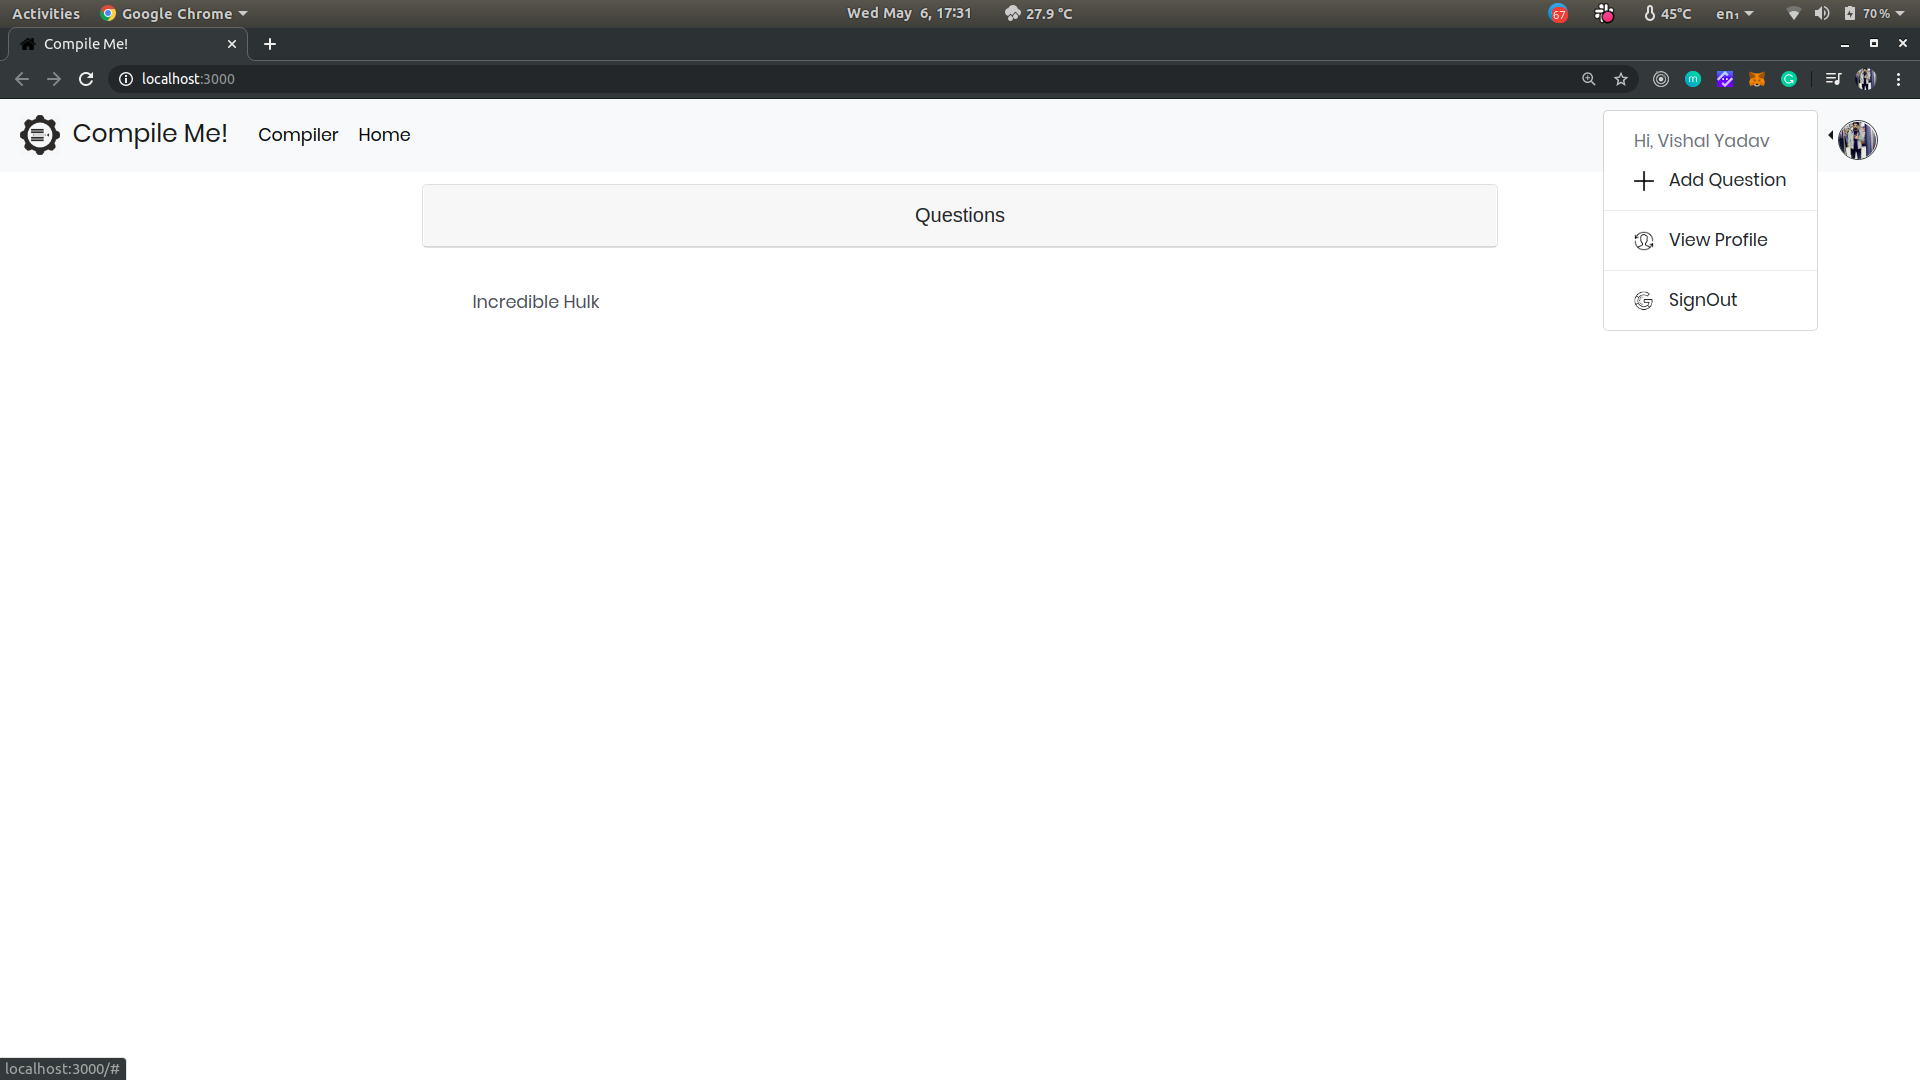 Activities Google Chrome Wed May 6, 17:31 27.9 °C 67 45°C en₁ 70 %
Compile Me!
localhost:3000
Compile Me! Compiler Home
Hi, Vishal Yadav
Add Question
View Profile
SignOut
Questions
Incredible Hulk
localhost:3000/#